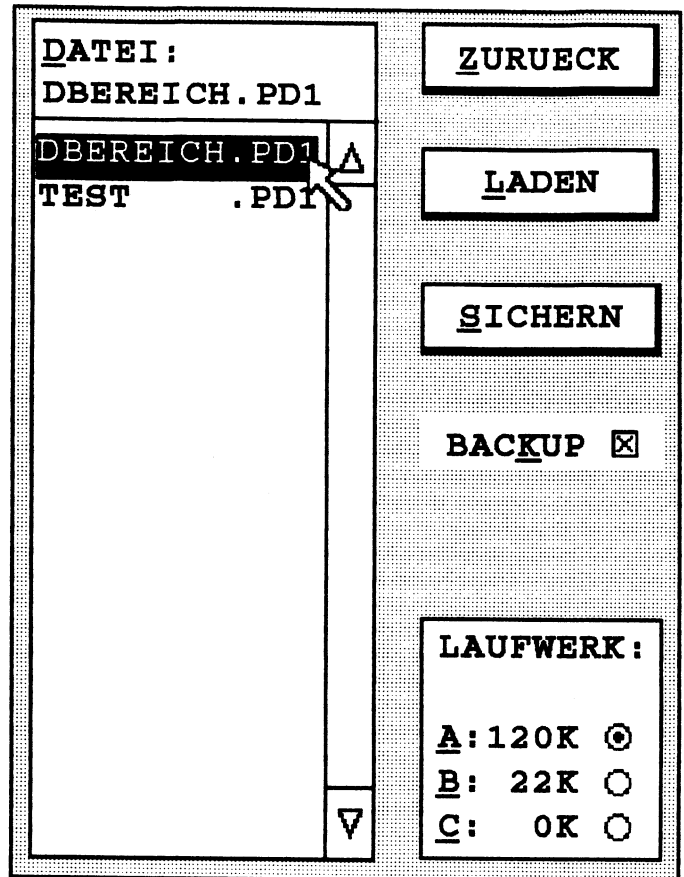 DATEI:
DBEREICH.PD1
DBEREICH.PD1
TEST .PD1
ZURUECK
LADEN
SICHERN
BACKUP
LAUFWERK:
A:120K
B: 22K
C: 0K